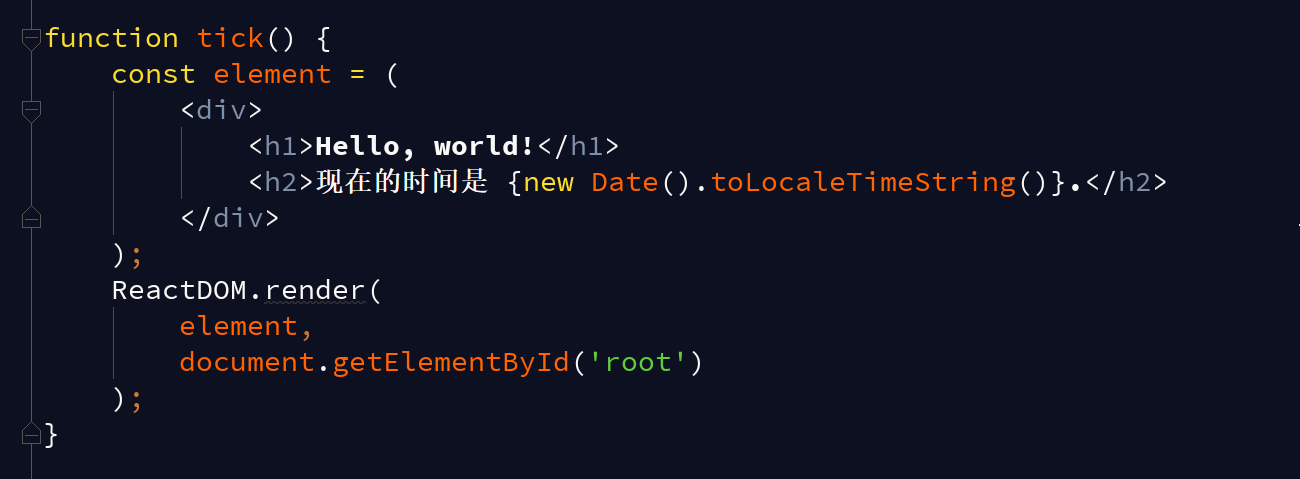 function tick() {
    const element = (
        <div>
            <h1>Hello, world!</h1>
            <h2>现在的时间是 {new Date().toLocaleTimeString()}.</h2>
        </div>
    );
    ReactDOM.render(
        element,
        document.getElementById('root')
    );
}